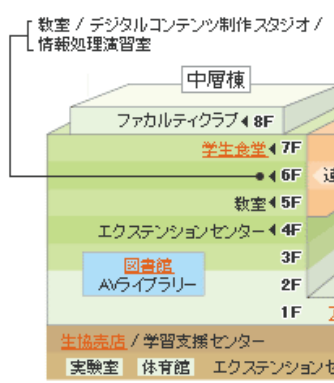 教室 / デジタルコンテンツ制作スタジオ /
情報処理演習室
中層棟
ファカルティクラブ 8F
学生食堂 7F
6F
教室 5F
エクステンションセンター 4F
図書館 3F
AVライブラリー 2F
1F
生協売店 / 学習支援センター
実験室 体育館 エクステンションセ